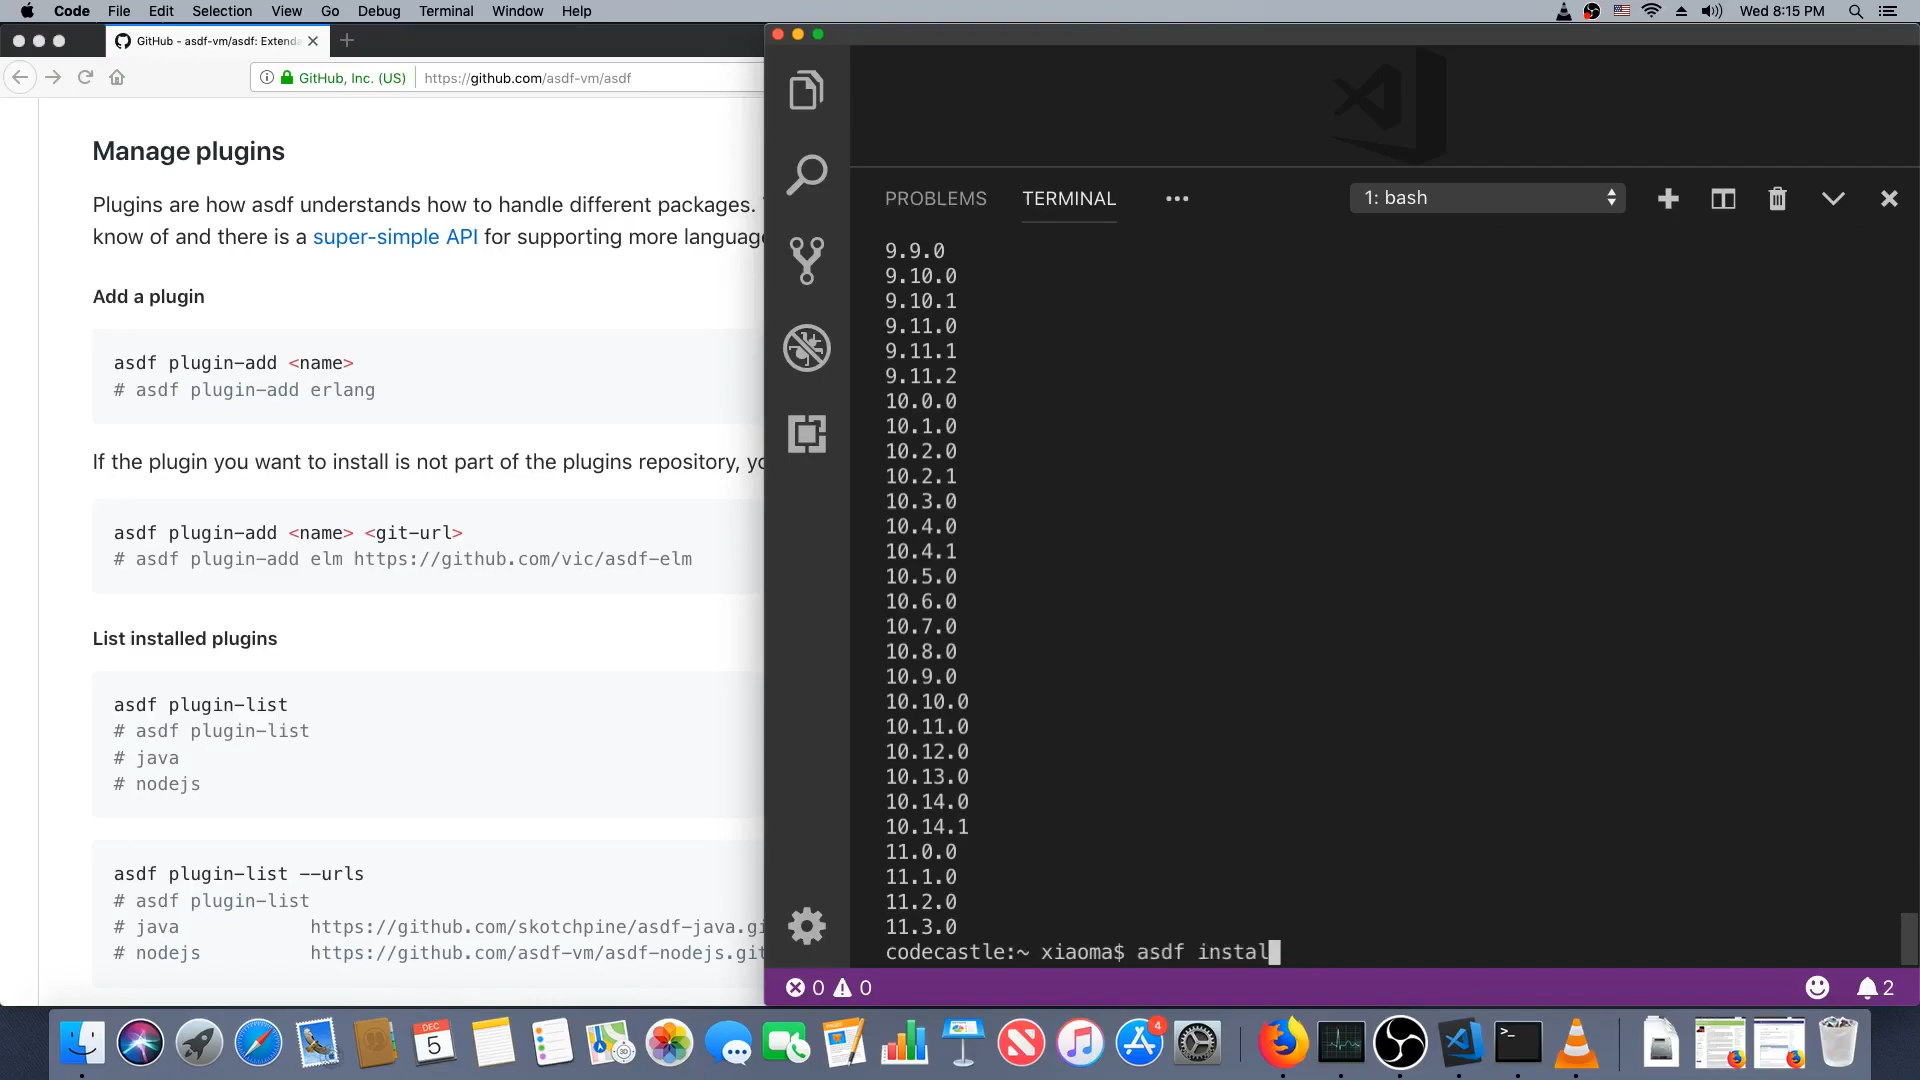 Code File Edit Selection View Go Debug Terminal Window Help
Wed 8:15 PM
GitHub - asdf-vm/asdf: Extenda
GitHub, Inc. (US) https://github.com/asdf-vm/asdf
Manage plugins
Plugins are how asdf understands how to handle different packages.
know of and there is a super-simple API for supporting more languag
Add a plugin
asdf plugin-add <name>
# asdf plugin-add erlang
If the plugin you want to install is not part of the plugins repository, yo
asdf plugin-add <name> <git-url>
# asdf plugin-add elm https://github.com/vic/asdf-elm
List installed plugins
asdf plugin-list
# asdf plugin-list
# java
# nodejs
asdf plugin-list --urls
# asdf plugin-list
# java https://github.com/skotchpine/asdf-java.gi
# nodejs https://github.com/asdf-vm/asdf-nodejs.git
PROBLEMS TERMINAL ••• 1: bash
9.9.0
9.10.0
9.10.1
9.11.0
9.11.1
9.11.2
10.0.0
10.1.0
10.2.0
10.2.1
10.3.0
10.4.0
10.4.1
10.5.0
10.6.0
10.7.0
10.8.0
10.9.0
10.10.0
10.11.0
10.12.0
10.13.0
10.14.0
10.14.1
11.0.0
11.1.0
11.2.0
11.3.0
codecastle:~ xiaoma$ asdf instal
0 0
2
DEC
5
3D
4
>_